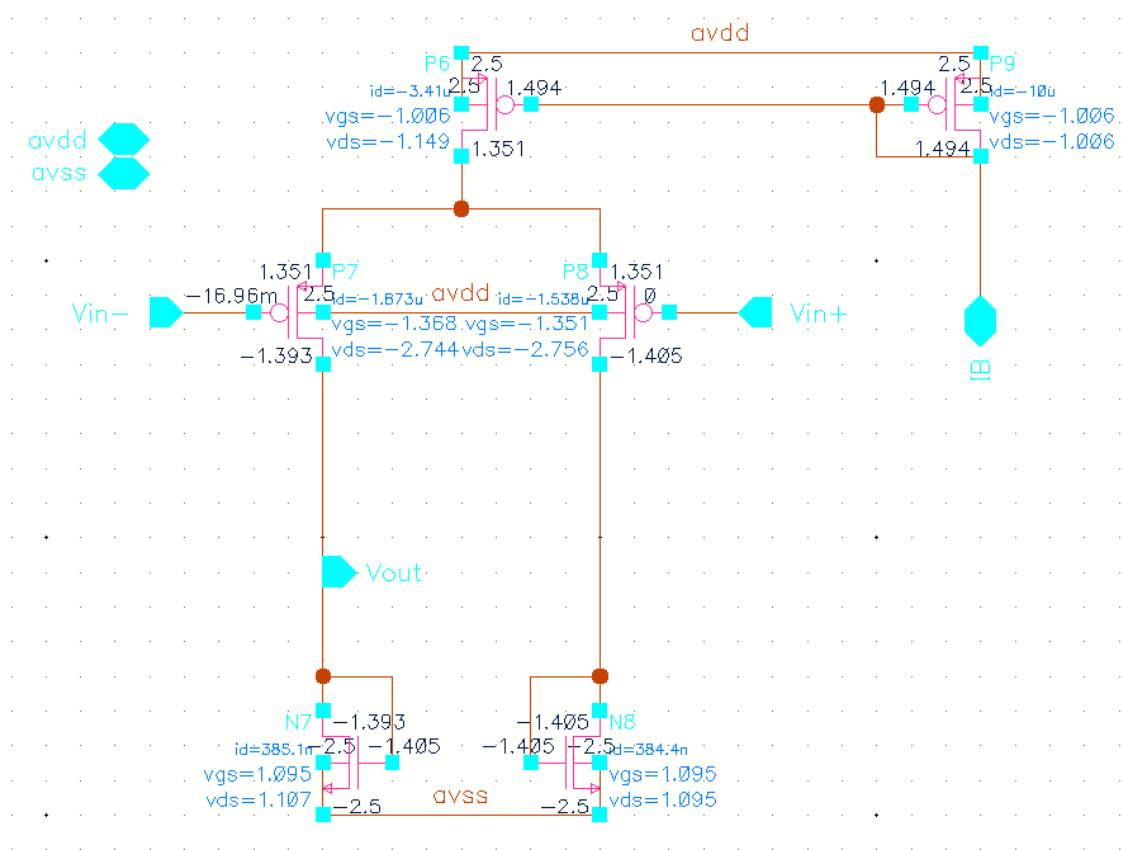 avdd
P6
2.5
2.5
P9
2.5
1.494
1.494
2.5
id=-3.41u
id=-10u
vgs=-1.006
vgs=-1.006
vds=-1.149
vds=-1.006
1.351
1.494
avdd
avss
1.351
P7
P8
1.351
-16.96m
2.5
avdd
2.5
0
id=-1.873u
id=-1.538u
Vin-
vgs=-1.368
vgs=-1.351
Vin+
vds=-2.744
vds=-2.756
-1.393
-1.405
IB
Vout
N7
-1.393
-1.405
N8
id=385.1n
-2.5
-1.405
-1.405
-2.5
id=384.4n
vgs=1.095
vgs=1.095
vds=1.107
avss
vds=1.095
-2.5
-2.5